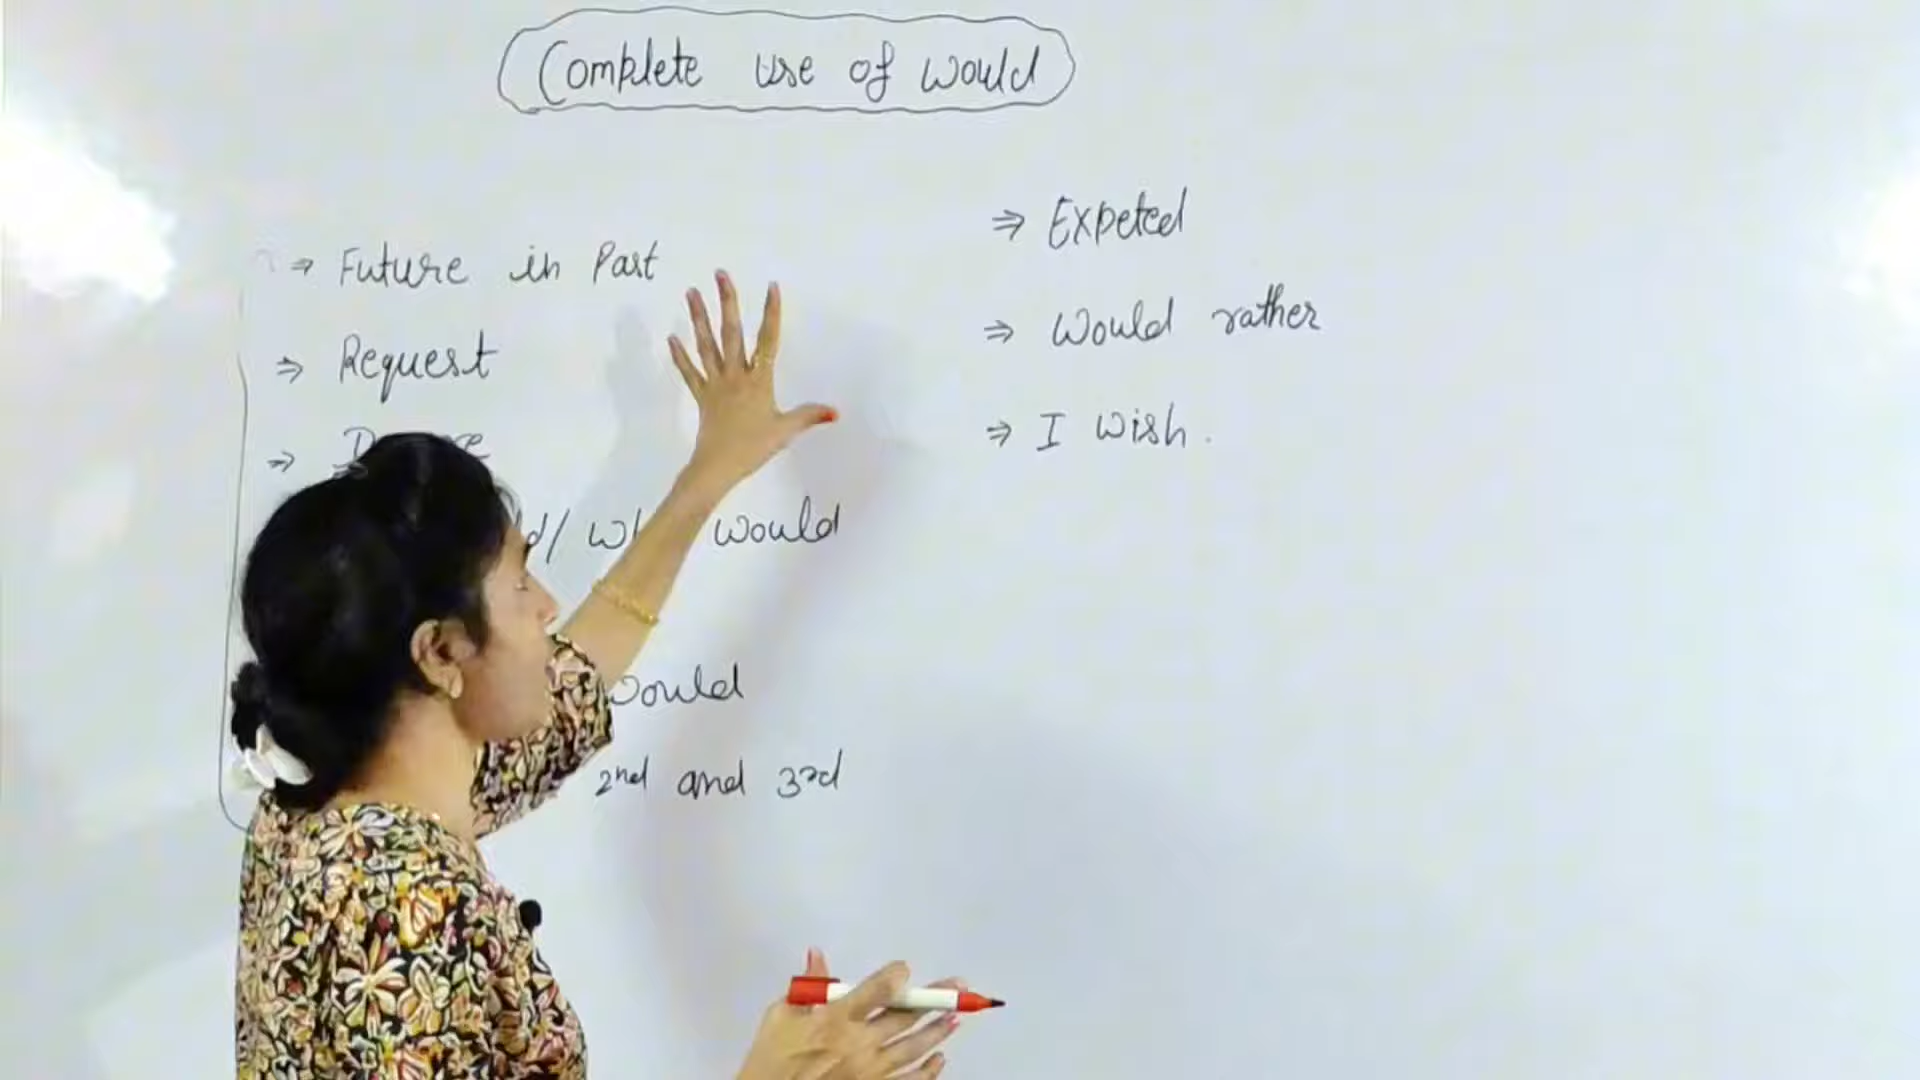 Complete use of would
⇒ Future in Past
⇒ Request
⇒
would
would
2nd and 3rd
⇒ Expeted
⇒ Would rather
⇒ I wish.